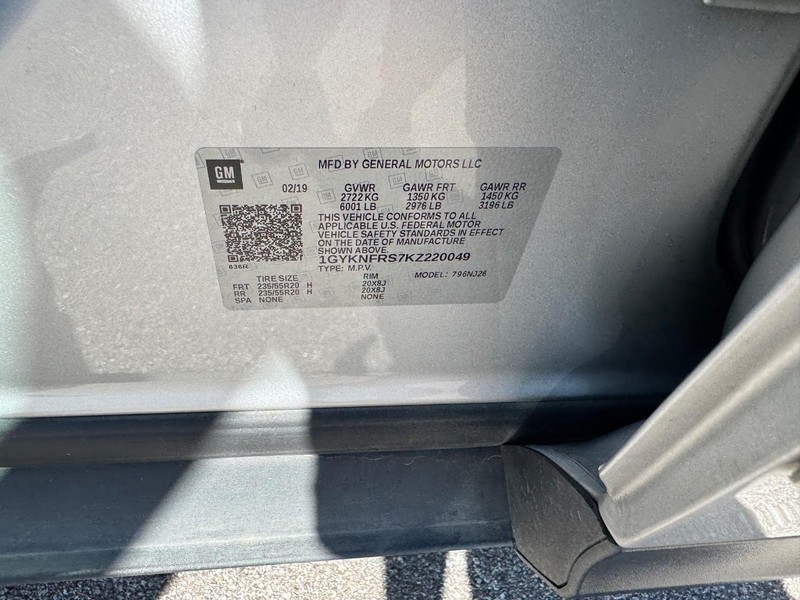 GM
MFD BY GENERAL MOTORS LLC
02/19 GVWR GAWR FRT GAWR RR
2722 KG 1350 KG 1450 KG
6001 LB 2976 LB 3196 LB
THIS VEHICLE CONFORMS TO ALL
APPLICABLE U.S. FEDERAL MOTOR
VEHICLE SAFETY STANDARDS IN EFFECT
ON THE DATE OF MANUFACTURE
SHOWN ABOVE.
1GYKNFRS7KZ220049
636R TYPE: M.P.V. MODEL: 796NJ26
TIRE SIZE RIM
FRT 235/55R20 H 20X8J
RR 235/55R20 H 20X8J
SPA NONE NONE